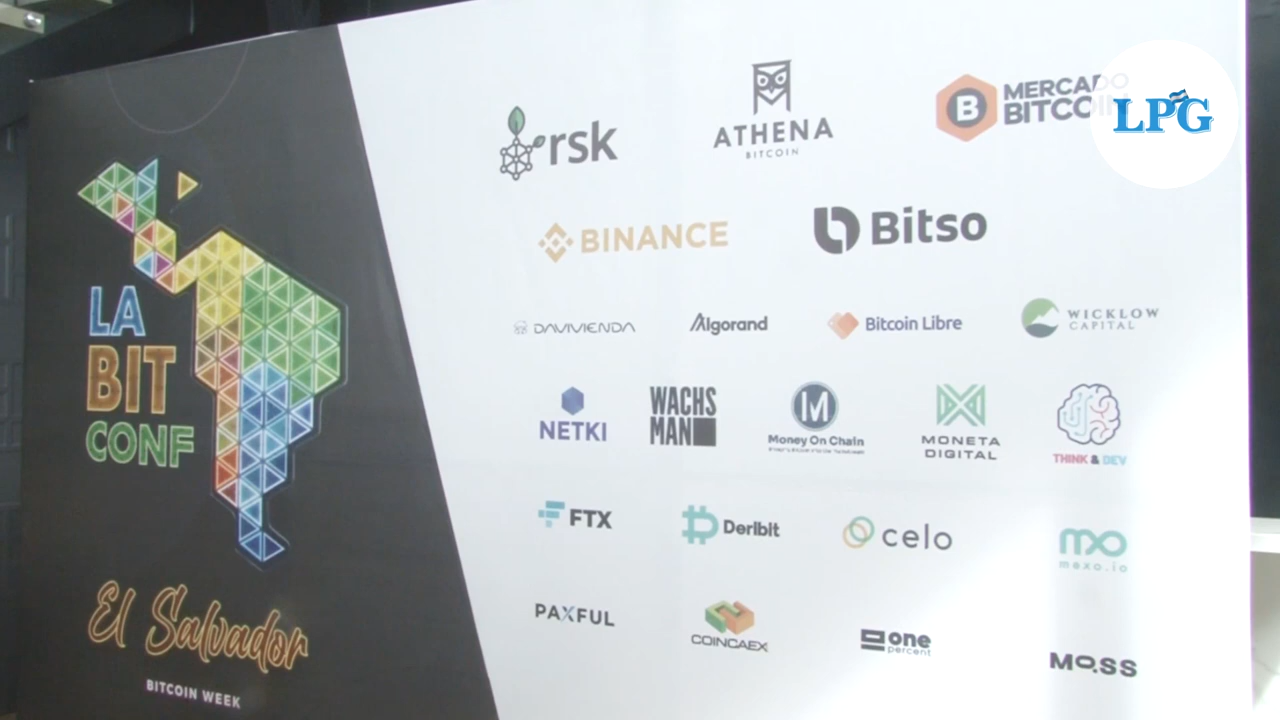 LA
BIT
CONF
El Salvador
BITCOIN WEEK
rsk
ATHENA
BITCOIN
MERCADO
BITCOIN
LPG
BINANCE
Bitso
DAVIVIENDA
Algorand
Bitcoin Libre
WICKLOW
CAPITAL
NETKI
WACHS
MAN
Money On Chain
MONETA
DIGITAL
THINK & DEV
FTX
Deribit
celo
mxo
mexo.io
PAXFUL
COINCAEX
one
percent
MOSS